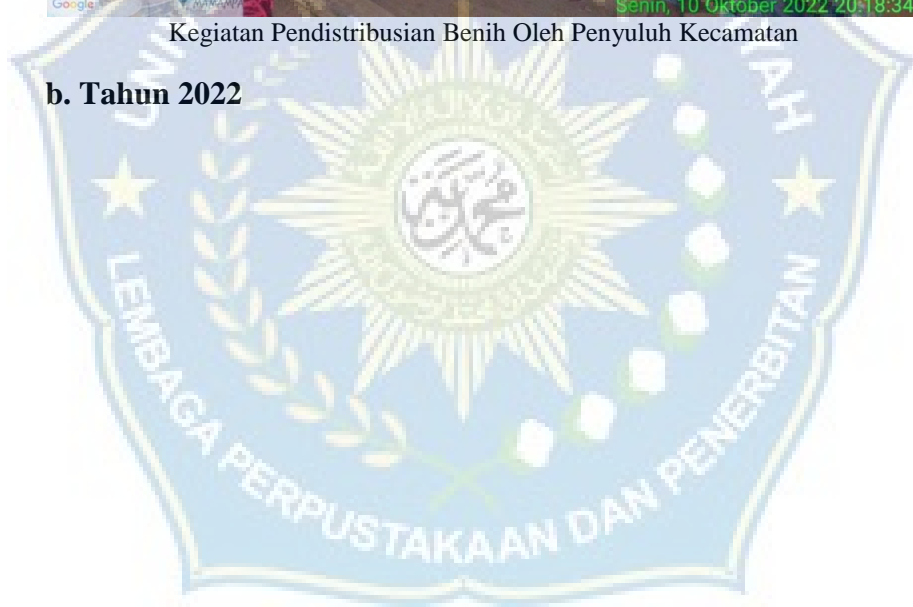 Google
Senin, 10 Oktober 2022 20:18:34
Kegiatan Pendistribusian Benih Oleh Penyuluh Kecamatan
b. Tahun 2022
LEMBAGA PERPUSTAKAAN DAN PENERBITAN